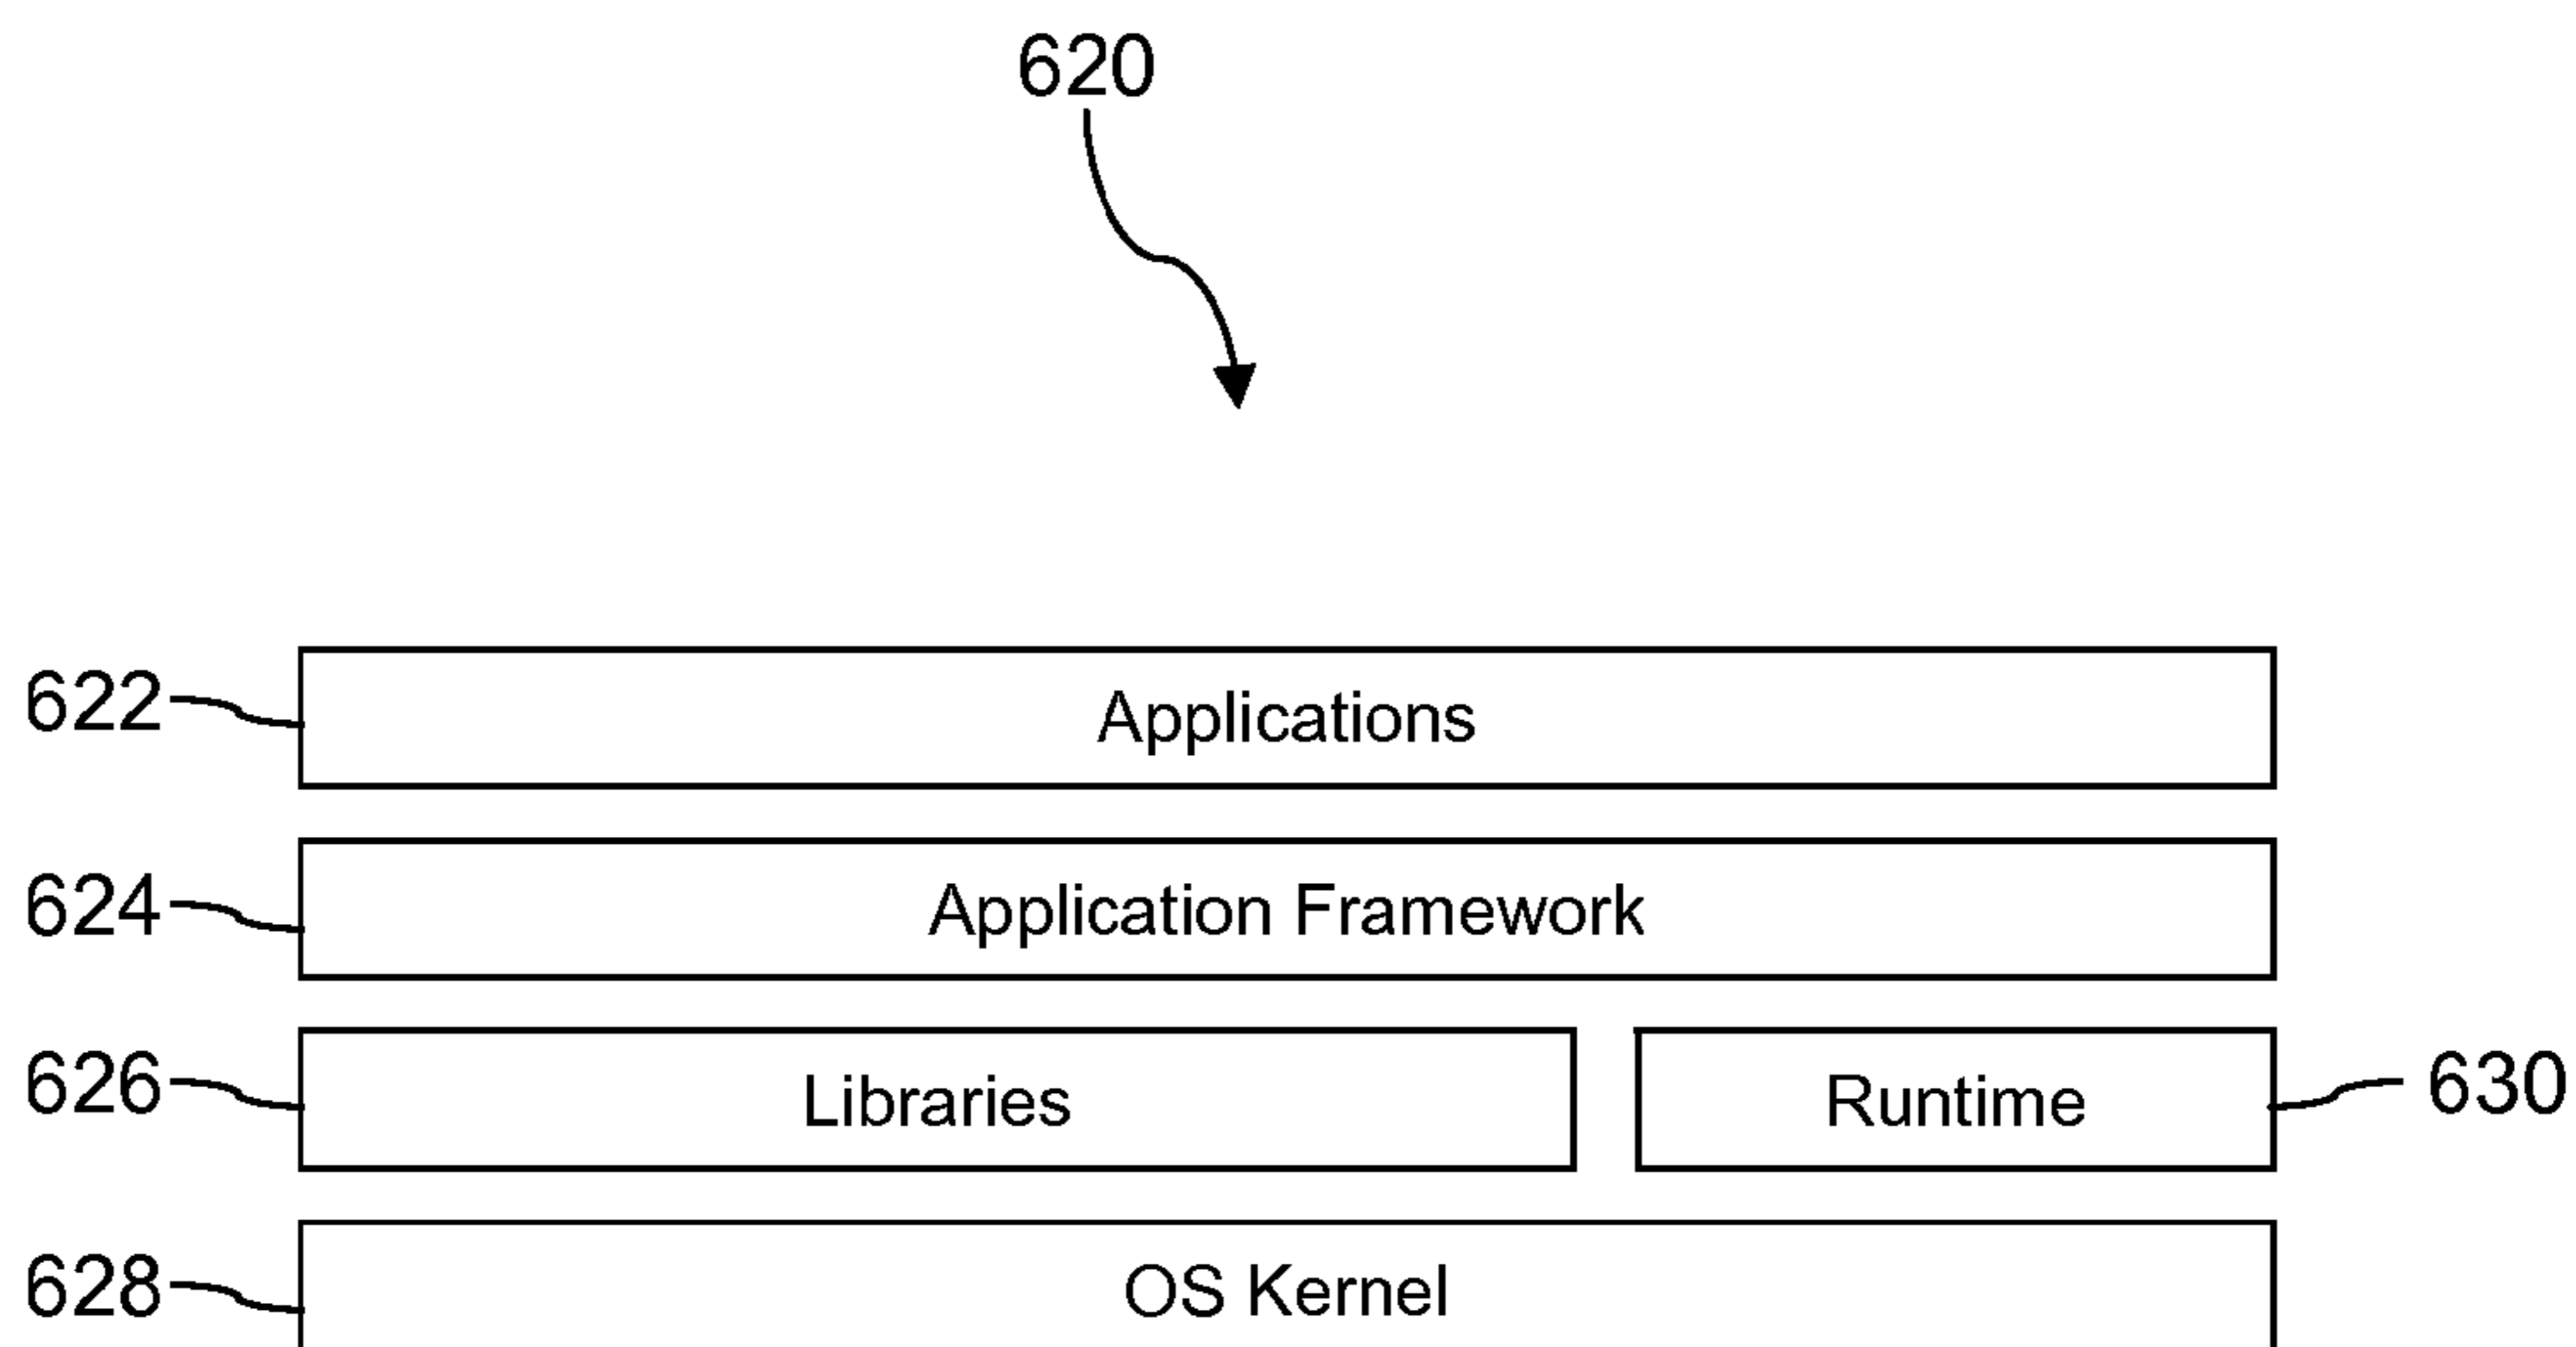 620
622 Applications
624 Application Framework
626 Libraries Runtime 630
628 OS Kernel